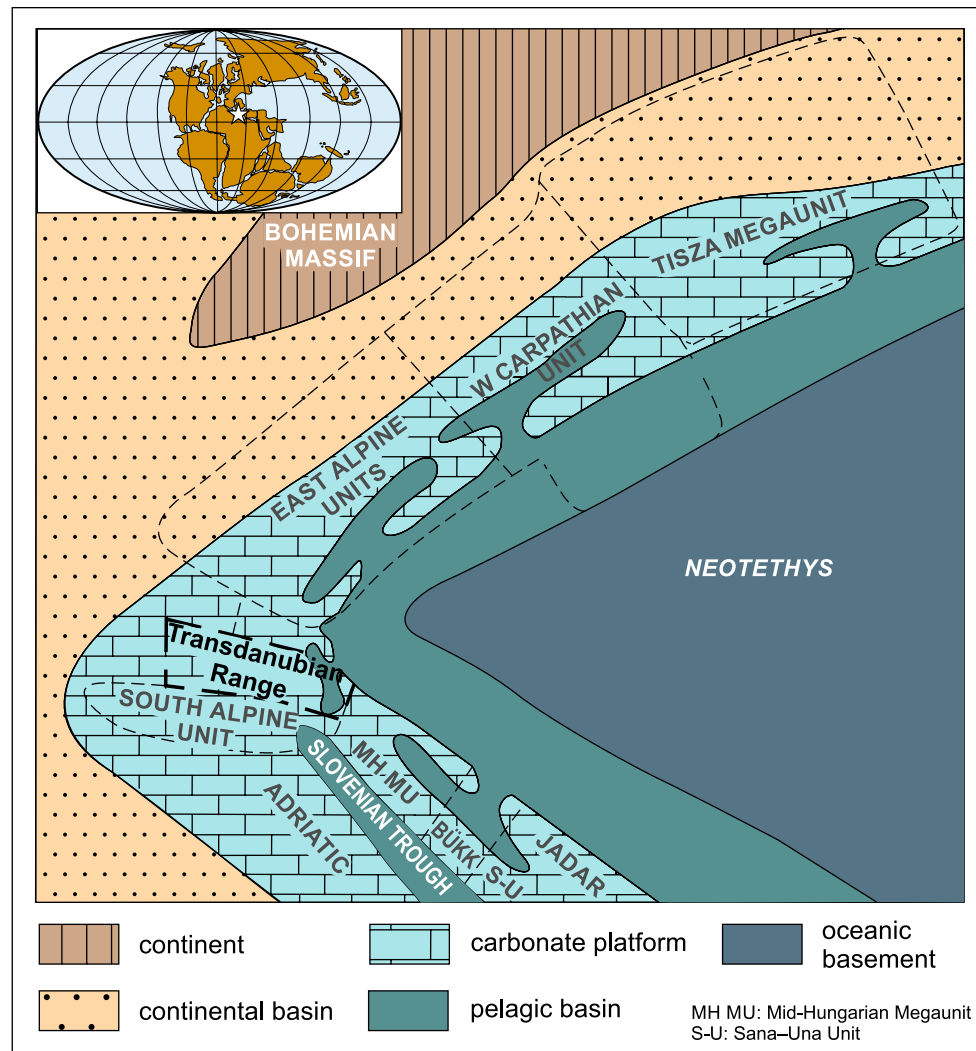 BOHEMIAN
MASSIF
TISZA MEGAUNIT
W CARPATHIAN
UNIT
EAST ALPINE
UNITS
NEOTETHYS
Transdanubian
Range
SOUTH ALPINE
UNIT
SLOVENIAN TROUGH
MH MU
BÜKK
S-U
JADAR
ADRIATIC
continent
carbonate platform
oceanic
basement
continental basin
pelagic basin
MH MU: Mid-Hungarian Megaunit
S-U: Sana–Una Unit